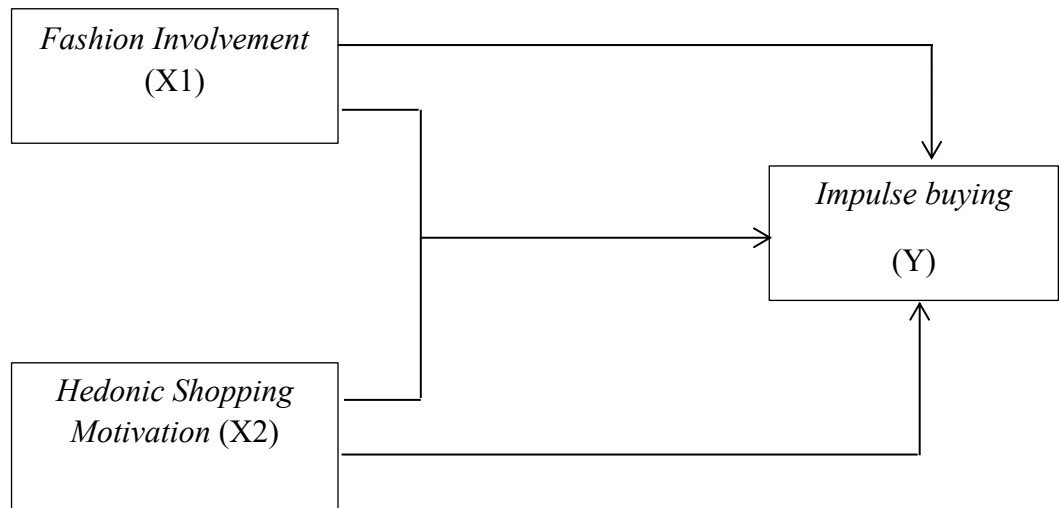 Fashion Involvement
(X1)
Impulse buying
(Y)
Hedonic Shopping
Motivation (X2)